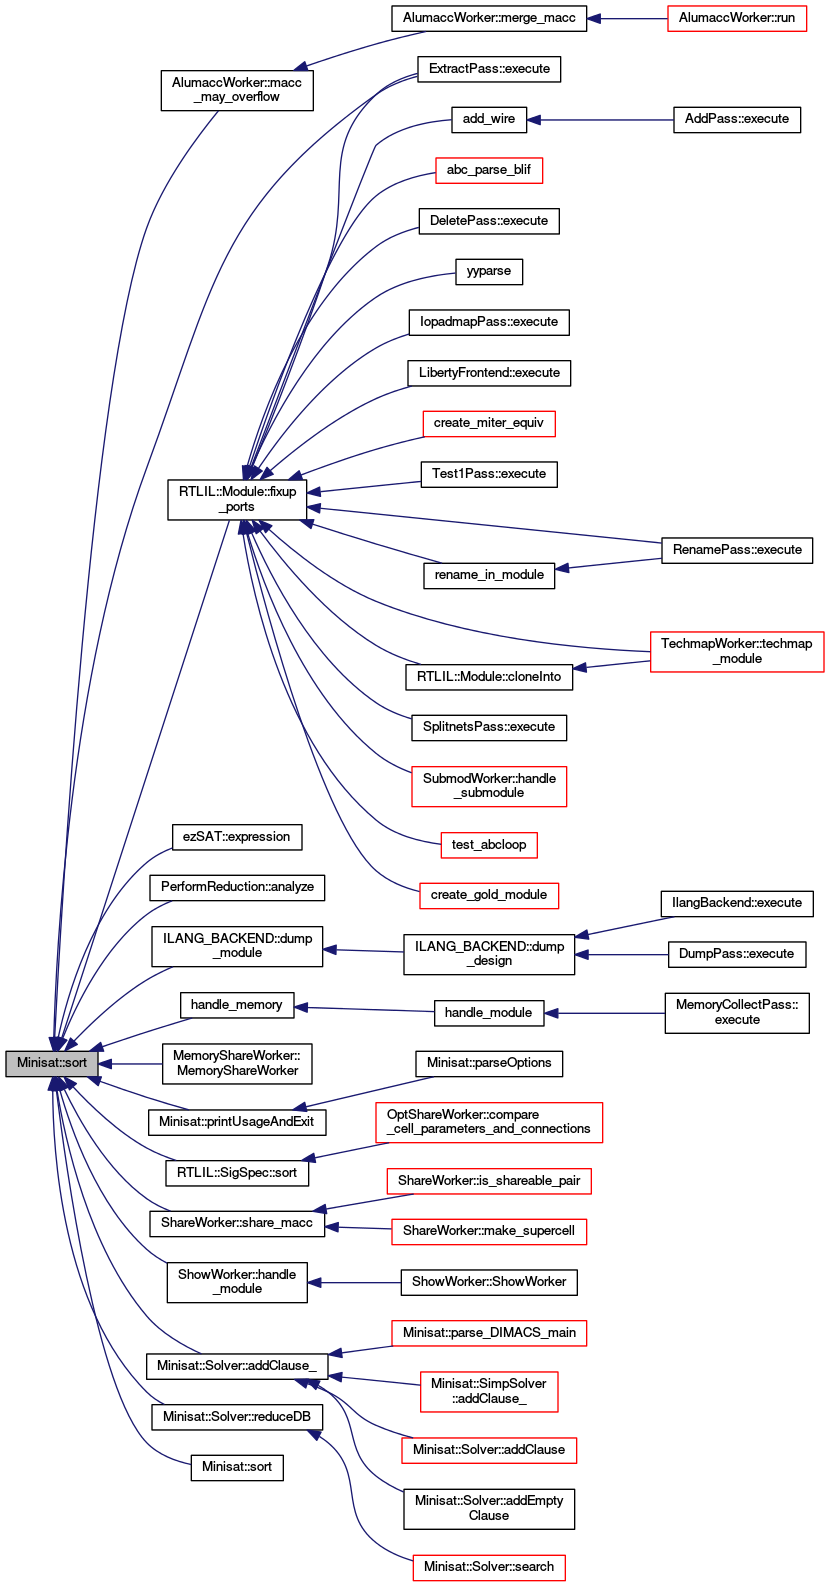 AlumaccWorker::merge_macc
AlumaccWorker::run
ExtractPass::execute
AlumaccWorker::macc
_may_overflow
add_wire
AddPass::execute
abc_parse_blif
DeletePass::execute
yyparse
IopadmapPass::execute
LibertyFrontend::execute
create_miter_equiv
Test1Pass::execute
RTLIL::Module::fixup
_ports
RenamePass::execute
rename_in_module
TechmapWorker::techmap
_module
RTLIL::Module::cloneInto
SplitnetsPass::execute
SubmodWorker::handle
_submodule
ezSAT::expression
test_abcloop
PerformReduction::analyze
create_gold_module
IlangBackend::execute
ILANG_BACKEND::dump
_module
ILANG_BACKEND::dump
_design
DumpPass::execute
handle_memory
handle_module
MemoryCollectPass::
execute
Minisat::sort
MemoryShareWorker::
MemoryShareWorker
Minisat::parseOptions
Minisat::printUsageAndExit
OptShareWorker::compare
_cell_parameters_and_connections
RTLIL::SigSpec::sort
ShareWorker::is_shareable_pair
ShareWorker::share_macc
ShareWorker::make_supercell
ShowWorker::handle
_module
ShowWorker::ShowWorker
Minisat::parse_DIMACS_main
Minisat::Solver::addClause_
Minisat::SimpSolver
::addClause_
Minisat::Solver::reduceDB
Minisat::Solver::addClause
Minisat::sort
Minisat::Solver::addEmpty
Clause
Minisat::Solver::search